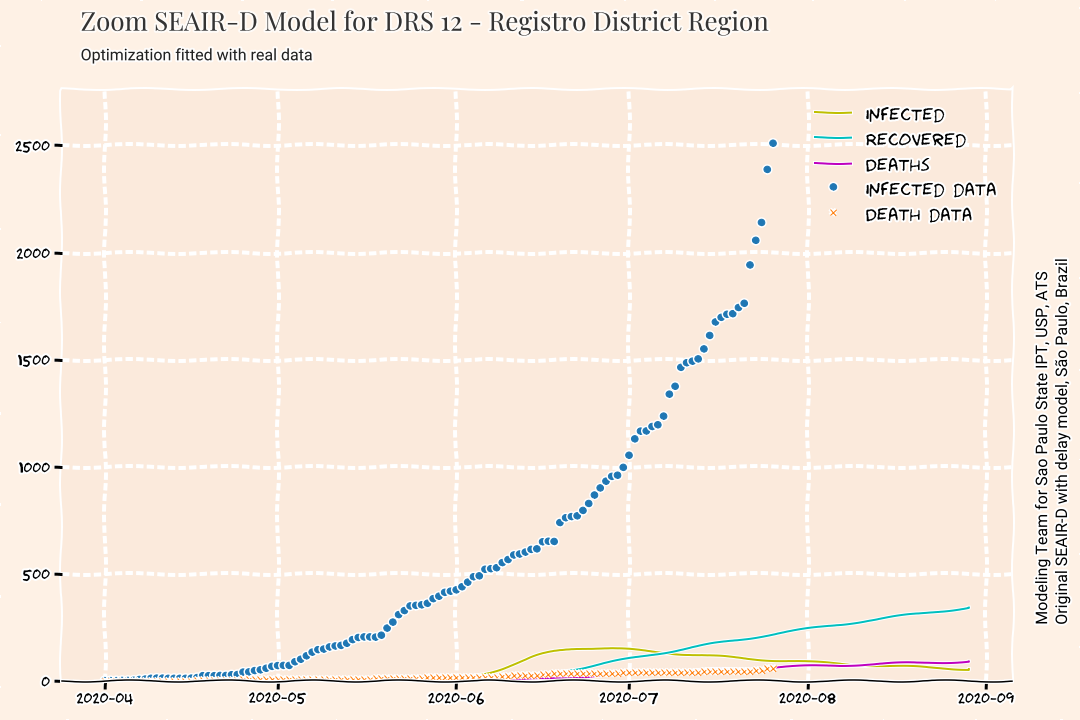 Zoom SEAIR-D Model for DRS 12 - Registro District Region
Optimization fitted with real data
INFECTED
RECOVERED
DEATHS
INFECTED DATA
DEATH DATA
2500
2000
1500
1000
500
0
2020-04
2020-05
2020-06
2020-07
2020-08
2020-09
Modeling Team for Sao Paulo State IPT, USP, ATS
Original SEAIR-D with delay model, São Paulo, Brazil